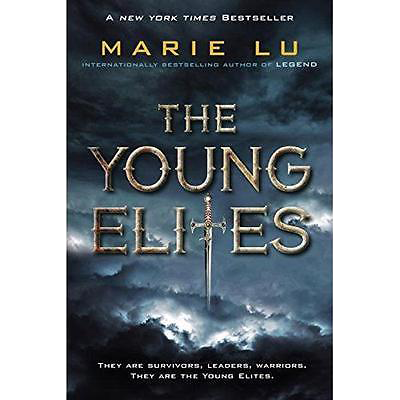 A NEW YORK TIMES BESTSELLER
MARIE LU
INTERNATIONALLY BESTSELLING AUTHOR OF LEGEND
THE
YOUNG
ELITES
THEY ARE SURVIVORS, LEADERS, WARRIORS.
THEY ARE THE YOUNG ELITES.